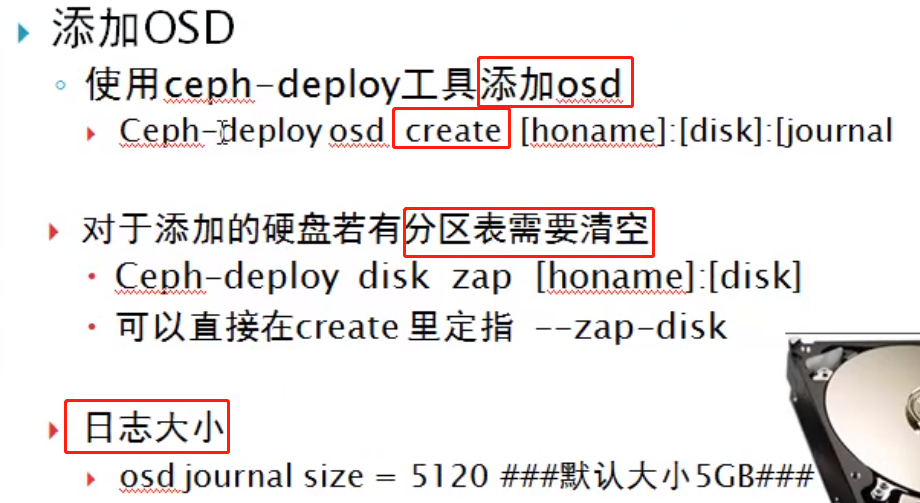 添加OSD
使用ceph-deploy工具添加osd
Ceph-deploy osd create [honame]:[disk]:[journal
对于添加的硬盘若有分区表需要清空
Ceph-deploy disk zap [honame]:[disk]
可以直接在create里定指 --zap-disk
日志大小
osd journal size = 5120 ###默认大小5GB###